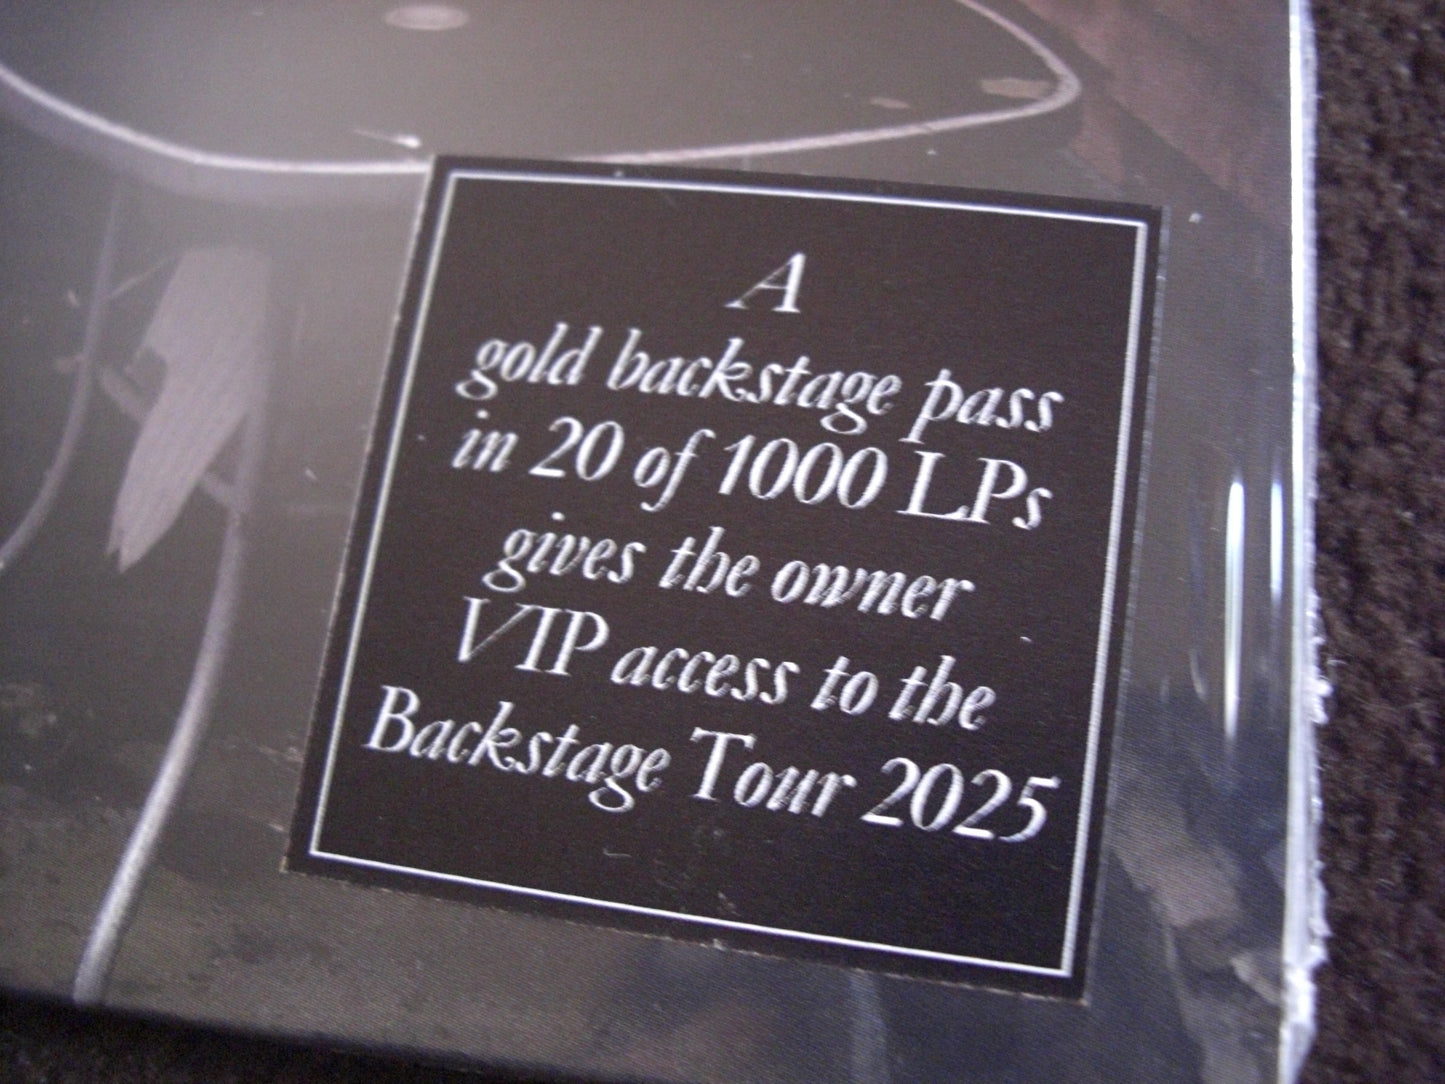 A
gold backstage pass
in 20 of 1000 LPs
gives the owner
VIP access to the
Backstage Tour 2025